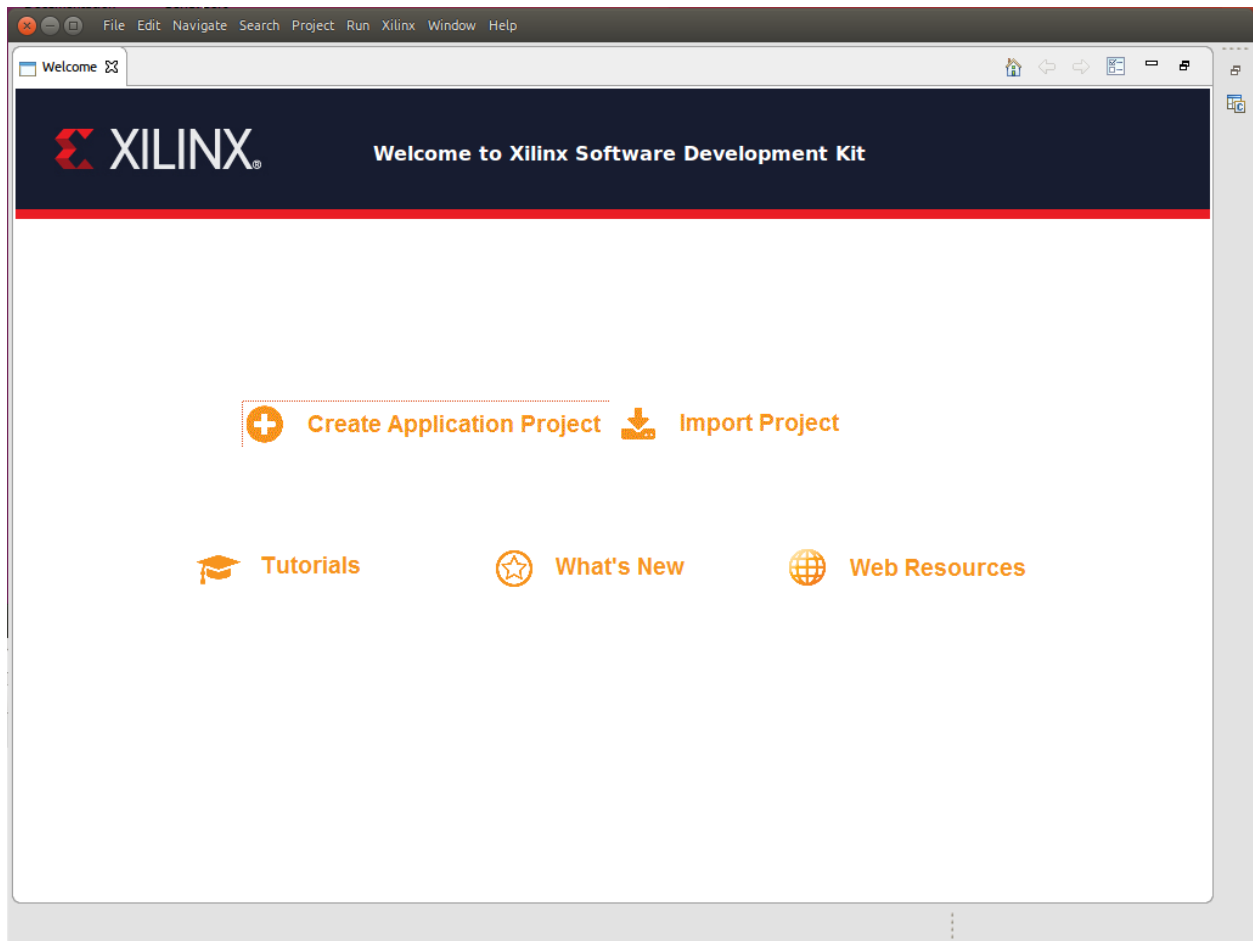 File Edit Navigate Search Project Run Xilinx Window Help
Welcome
XILINX®
Welcome to Xilinx Software Development Kit
Create Application Project
Import Project
Tutorials
What's New
Web Resources